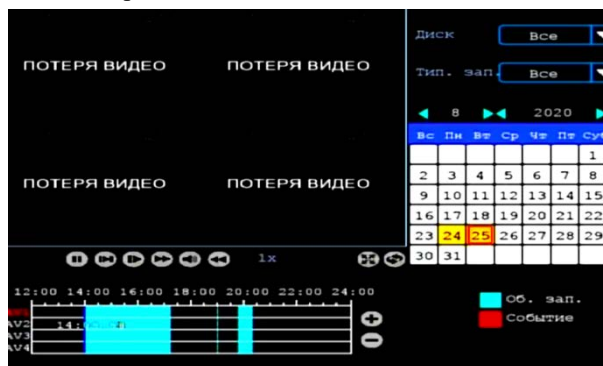 Диск Все
ПОТЕРЯ ВИДЕО ПОТЕРЯ ВИДЕО
Тип. зап. Все
8 2020
Вс Пн Вт Ср Чт Пт Суб
1
2 3 4 5 6 7 8
ПОТЕРЯ ВИДЕО ПОТЕРЯ ВИДЕО
9 10 11 12 13 14 15
16 17 18 19 20 21 22
23 24 25 26 27 28 29
30 31
1x
12:00 14:00 16:00 18:00 20:00 22:00 24:00
Об. зап.
Событие
AV2
AV3
AV4